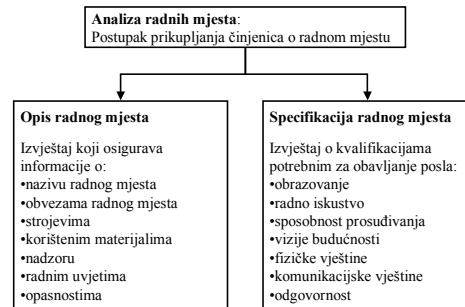 Analiza radnih mjesta:
Postupak prikupljanja činjenica o radnom mjestu
Opis radnog mjesta
Izvještaj koji osigurava
informacije o:
•nazivu radnog mjesta
•obvezama radnog mjesta
•strojevima
•korištenim materijalima
•nadzoru
•radnim uvjetima
•opasnostima
Specifikacija radnog mjesta
Izvještaj o kvalifikacijama
potrebnim za obavljanje posla:
•obrazovanje
•radno iskustvo
•sposobnost prosuđivanja
•vizije budućnosti
•fizičke vještine
•komunikacijske vještine
•odgovornost